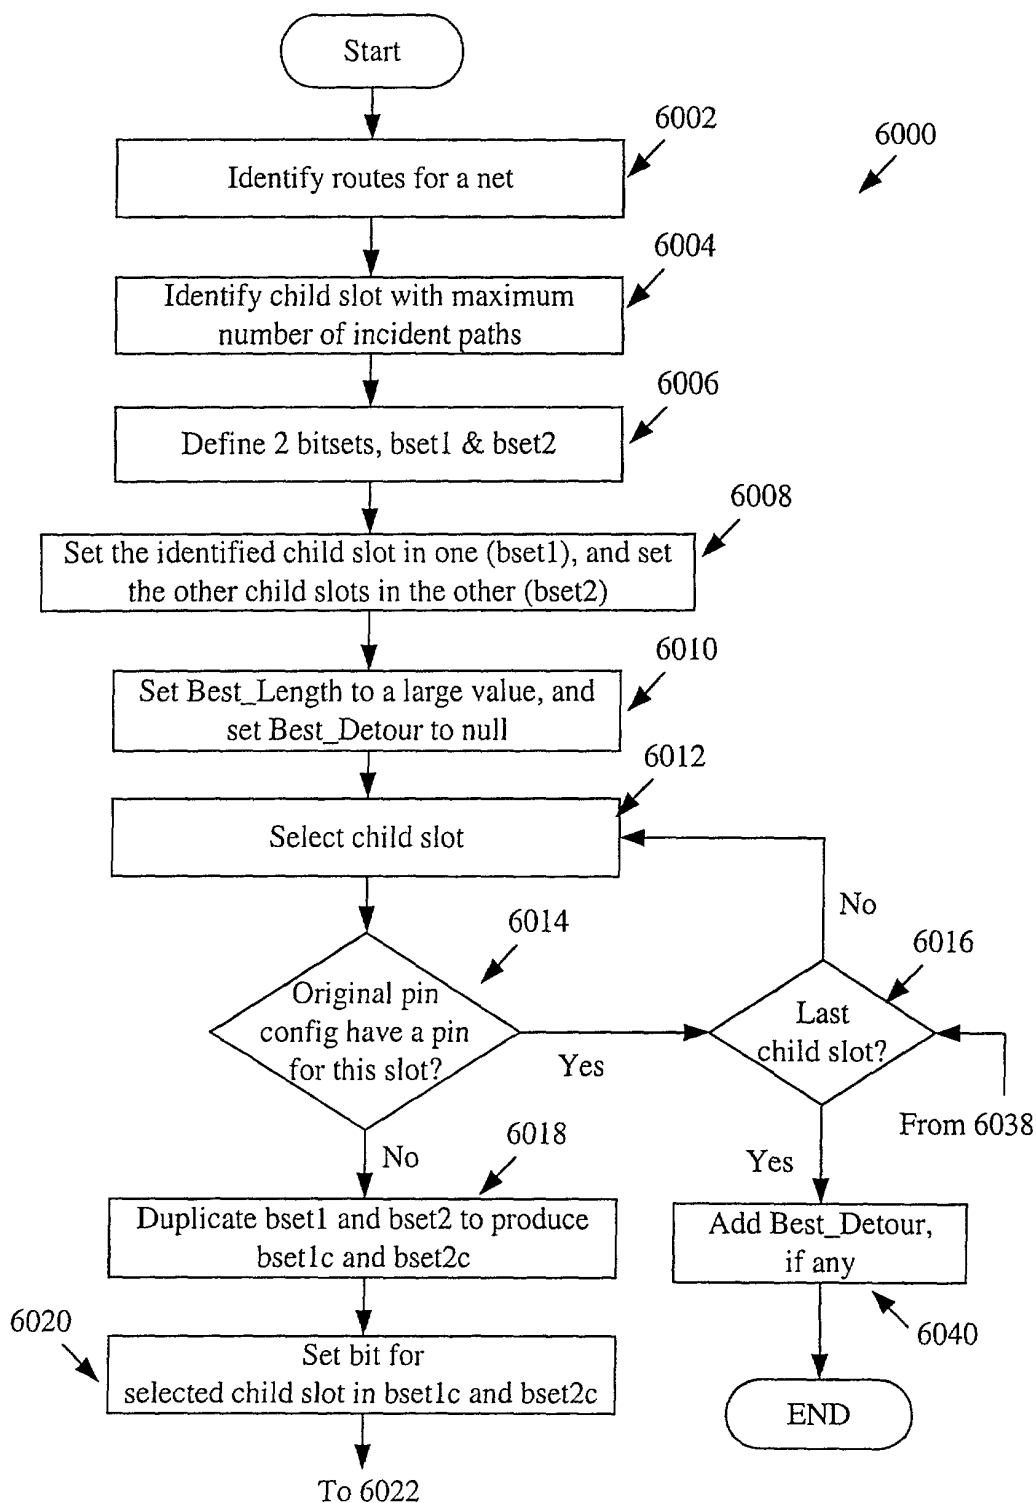 Start
6002
6000
Identify routes for a net
6004
Identify child slot with maximum
number of incident paths
6006
Define 2 bitsets, bset1 & bset2
6008
Set the identified child slot in one (bset1), and set
the other child slots in the other (bset2)
6010
Set Best_Length to a large value, and
set Best_Detour to null
6012
Select child slot
No
6014
6016
Original pin
config have a pin
for this slot?
Last
child slot?
Yes
From 6038
No
6018
Yes
Duplicate bset1 and bset2 to produce
bset1c and bset2c
Add Best_Detour,
if any
6020
6040
Set bit for
selected child slot in bset1c and bset2c
END
To 6022